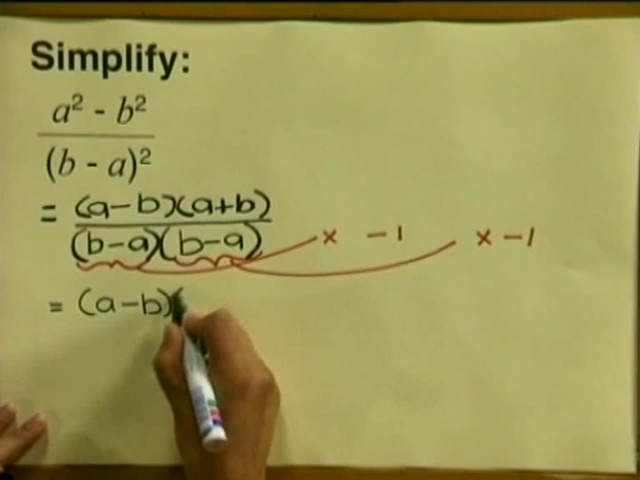 Simplify:
a² - b²
(b - a)²
= (a-b)(a+b)
(b-a)(b-a) × -1 × -1
= (a-b)(